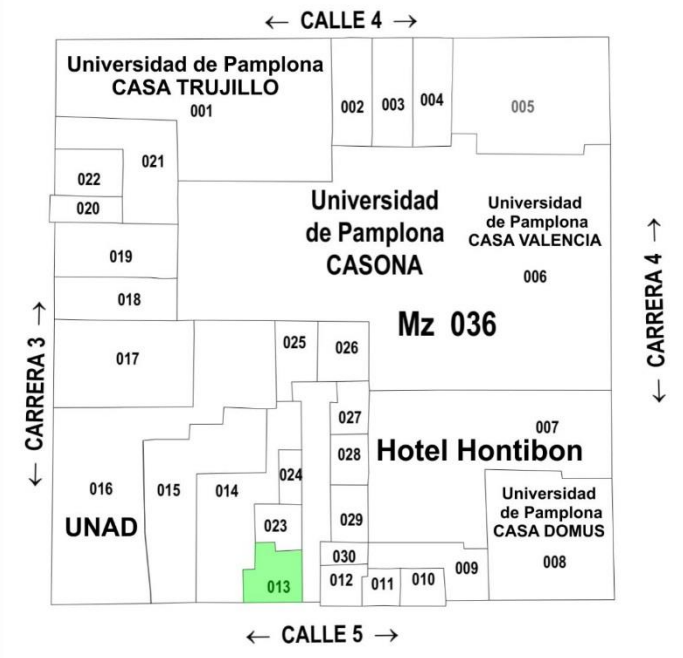 ← CALLE 4 →
Universidad de Pamplona
CASA TRUJILLO
001
002
003
004
005
021
022
020
019
018
017
Universidad
de Pamplona
CASONA
Universidad
de Pamplona
CASA VALENCIA
006
Mz 036
← CARRERA 3 →
← CARRERA 4 →
025
026
027
028
029
030
007
Hotel Hontibon
Universidad
de Pamplona
CASA DOMUS
008
016
UNAD
015
014
024
023
013
012
011
010
009
← CALLE 5 →